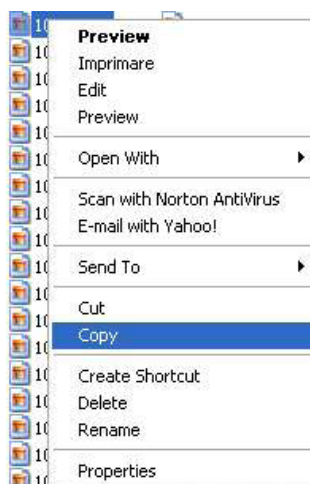 Preview
Imprimare
Edit
Preview
Open With
Scan with Norton AntiVirus
E-mail with Yahoo!
Send To
Cut
Copy
Create Shortcut
Delete
Rename
Properties